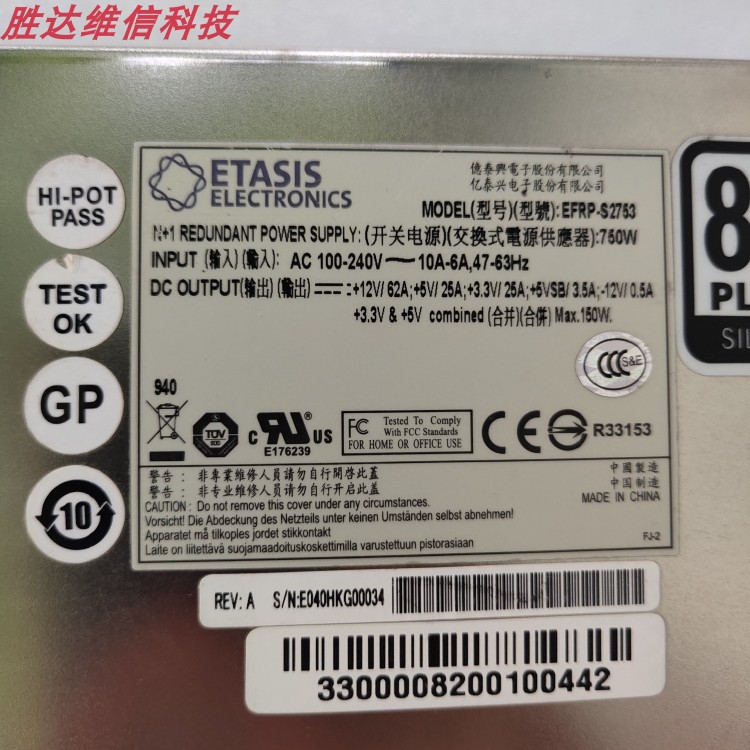 胜达维信科技
HI-POT
PASS
TEST
OK
GP
10
ETASIS
ELECTRONICS
億泰興電子股份有限公司
亿泰兴电子股份有限公司
MODEL(型号)(型號):EFRP-S2753
N+1 REDUNDANT POWER SUPPLY:(开关电源)(交換式電源供應器):750W
INPUT (输入)(輸入): AC 100-240V~10A-6A,47-63Hz
DC OUTPUT(输出)(輸出)⎓:+12V/ 62A;+5V/ 25A;+3.3V/ 25A;+5VSB/ 3.5A;-12V/ 0.5A
+3.3V & +5V combined (合并)(合併) Max.150W.
S&E
940
TÜV
C UL US
E176239
FC
Tested To Comply
With FCC Standards
FOR HOME OR OFFICE USE
CE
R33153
警告: 非專業維修人員請勿自行開啓此蓋
警告: 非专业维修人员请勿自行开启此盖
CAUTION: Do not remove this cover under any circumstances.
Vorsicht! Die Abdeckung des Netzteils unter keinen Umständen selbst abnehmen!
Apparatet må tilkoples jordet stikkontakt
Laite on liitettävä suojamaadoituskoskettimilla varustettuun pistorasiaan
中國製造
中国制造
MADE IN CHINA
FJ-2
8
PL
SIL
REV: A S/N:E040HKG00034
3300008200100442